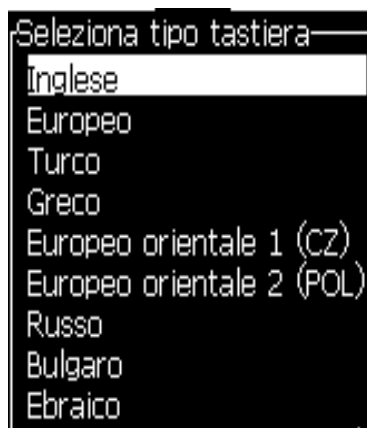 Seleziona tipo tastiera
Inglese
Europeo
Turco
Greco
Europeo orientale 1 (CZ)
Europeo orientale 2 (POL)
Russo
Bulgaro
Ebraico